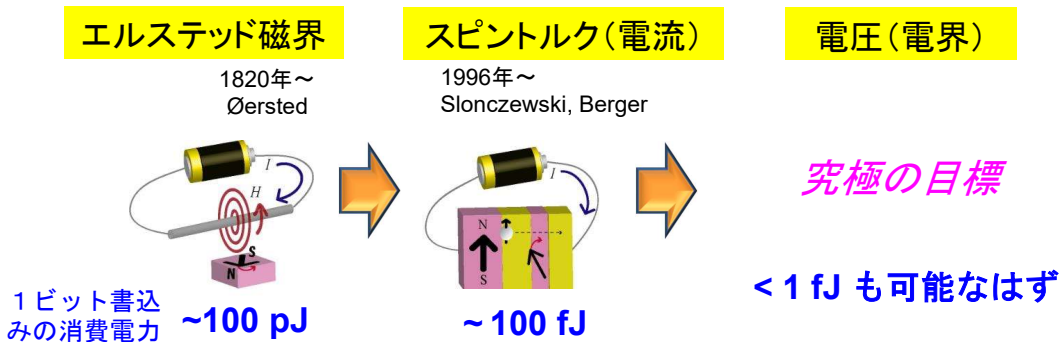 エルステッド磁界
スピントルク（電流）
電圧（電界）
1820年～
Øersted
1996年～
Slonczewski, Berger
I
H
S
N
I
N
S
究極の目標
１ビット書込
みの消費電力
~100 pJ
~ 100 fJ
< 1 fJ も可能なはず